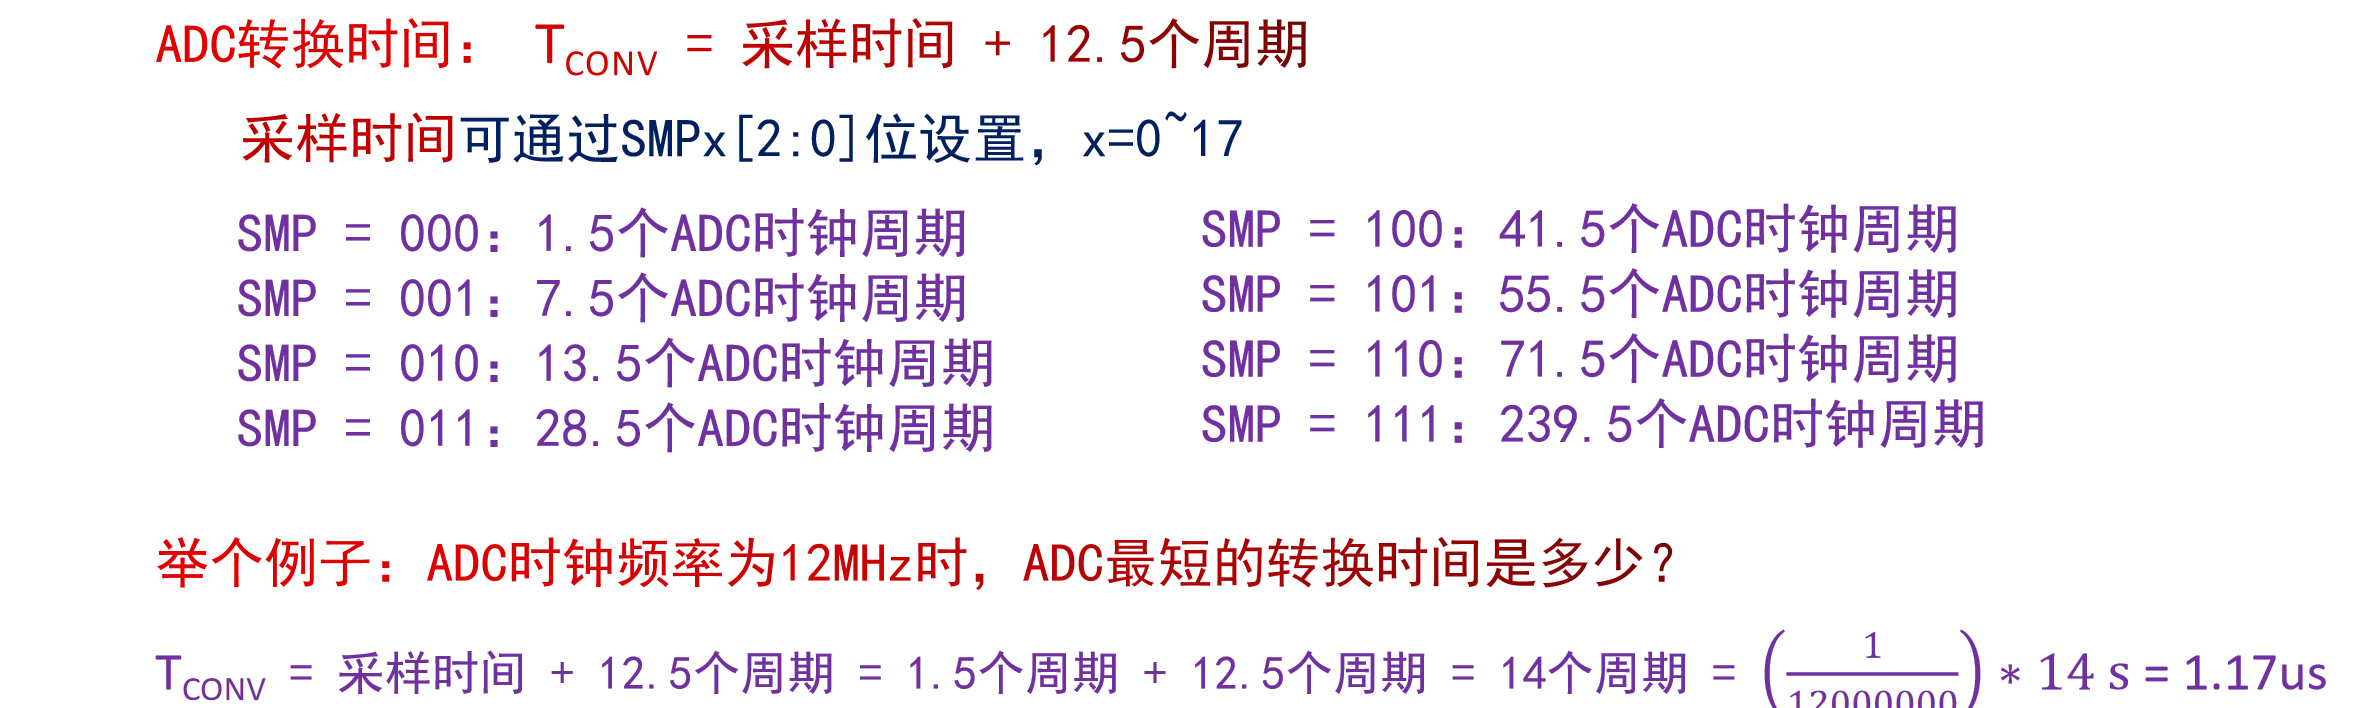 ADC转换时间： T_CONV = 采样时间 + 12.5个周期
采样时间可通过SMPx[2:0]位设置，x=0~17
SMP = 000：1.5个ADC时钟周期
SMP = 001：7.5个ADC时钟周期
SMP = 010：13.5个ADC时钟周期
SMP = 011：28.5个ADC时钟周期
SMP = 100：41.5个ADC时钟周期
SMP = 101：55.5个ADC时钟周期
SMP = 110：71.5个ADC时钟周期
SMP = 111：239.5个ADC时钟周期
举个例子：ADC时钟频率为12MHz时，ADC最短的转换时间是多少？
T_CONV = 采样时间 + 12.5个周期 = 1.5个周期 + 12.5个周期 = 14个周期 = (1/12000000) * 14 s = 1.17us